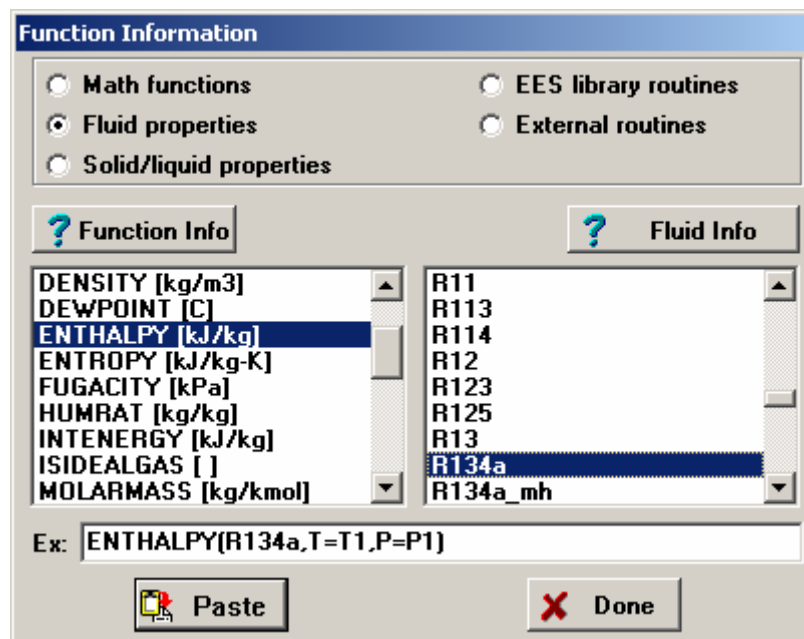 Function Information
Math functions
EES library routines
Fluid properties
External routines
Solid/liquid properties
? Function Info
? Fluid Info
DENSITY [kg/m3]
DEWPOINT [C]
ENTHALPY [kJ/kg]
ENTROPY [kJ/kg-K]
FUGACITY [kPa]
HUMRAT [kg/kg]
INTENERGY [kJ/kg]
ISIDEALGAS [ ]
MOLARMASS [kg/kmol]
R11
R113
R114
R12
R123
R125
R13
R134a
R134a_mh
Ex: ENTHALPY(R134a,T=T1,P=P1)
Paste
Done